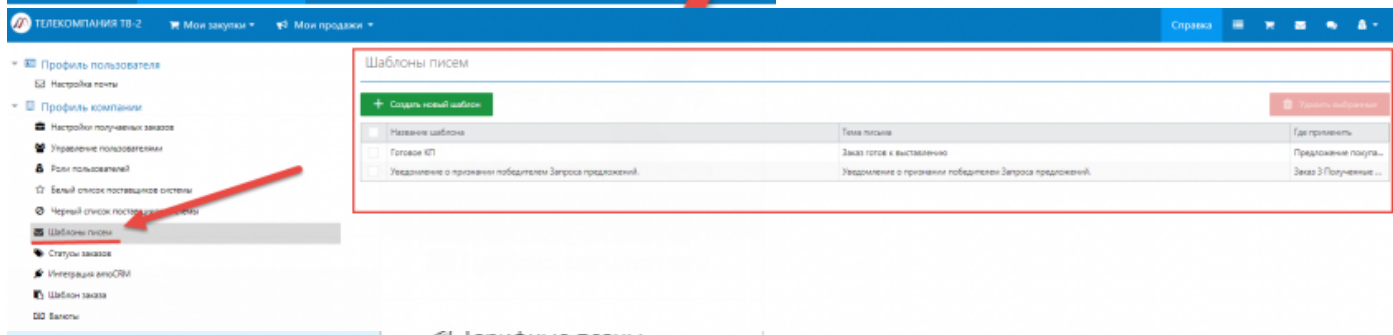 ТЕЛЕКОМПАНИЯ ТВ-2 Мои закупки Мои продажи Справка
Профиль пользователя
Настройка почты
Профиль компании
Настройки получаемых заказов
Управление пользователями
Роли пользователей
Белый список поставщиков системы
Черный список
Шаблоны писем
Статусы заказов
Интеграция amoCRM
Шаблон заказа
Валюты
Шаблоны писем
Создать новый шаблон Удалить выбранные
Название шаблона Тема письма Где применить
Готовое КП Заказ готов к выставлению Предложение покупа...
Уведомление о признании победителем Запроса предложений. Уведомление о признании победителем Запроса предложений. Заказ 3 Полученные ...